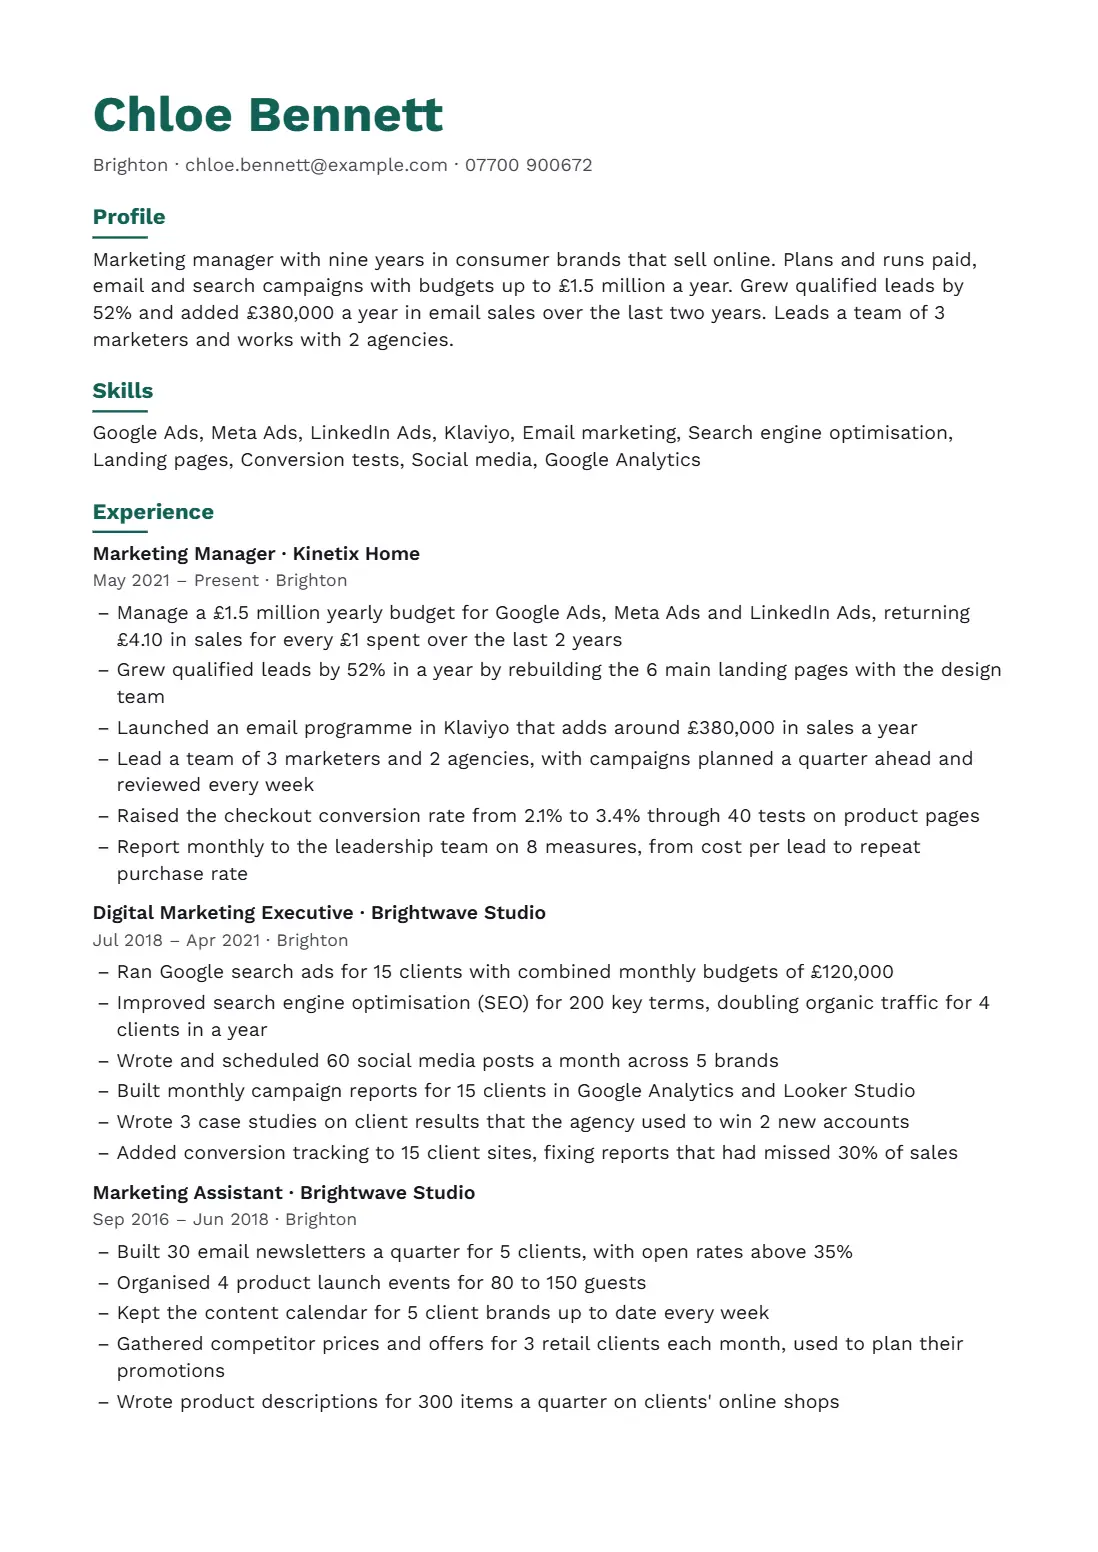 Chloe Bennett
Brighton · chloe.bennett@example.com · 07700 900672
Profile
Marketing manager with nine years in consumer brands that sell online. Plans and runs paid,
email and search campaigns with budgets up to £1.5 million a year. Grew qualified leads by
52% and added £380,000 a year in email sales over the last two years. Leads a team of 3
marketers and works with 2 agencies.
Skills
Google Ads, Meta Ads, LinkedIn Ads, Klaviyo, Email marketing, Search engine optimisation,
Landing pages, Conversion tests, Social media, Google Analytics
Experience
Marketing Manager · Kinetix Home
May 2021 – Present · Brighton
– Manage a £1.5 million yearly budget for Google Ads, Meta Ads and LinkedIn Ads, returning
£4.10 in sales for every £1 spent over the last 2 years
– Grew qualified leads by 52% in a year by rebuilding the 6 main landing pages with the design
team
– Launched an email programme in Klaviyo that adds around £380,000 in sales a year
– Lead a team of 3 marketers and 2 agencies, with campaigns planned a quarter ahead and
reviewed every week
– Raised the checkout conversion rate from 2.1% to 3.4% through 40 tests on product pages
– Report monthly to the leadership team on 8 measures, from cost per lead to repeat
purchase rate
Digital Marketing Executive · Brightwave Studio
Jul 2018 – Apr 2021 · Brighton
– Ran Google search ads for 15 clients with combined monthly budgets of £120,000
– Improved search engine optimisation (SEO) for 200 key terms, doubling organic traffic for 4
clients in a year
– Wrote and scheduled 60 social media posts a month across 5 brands
– Built monthly campaign reports for 15 clients in Google Analytics and Looker Studio
– Wrote 3 case studies on client results that the agency used to win 2 new accounts
– Added conversion tracking to 15 client sites, fixing reports that had missed 30% of sales
Marketing Assistant · Brightwave Studio
Sep 2016 – Jun 2018 · Brighton
– Built 30 email newsletters a quarter for 5 clients, with open rates above 35%
– Organised 4 product launch events for 80 to 150 guests
– Kept the content calendar for 5 client brands up to date every week
– Gathered competitor prices and offers for 3 retail clients each month, used to plan their
promotions
– Wrote product descriptions for 300 items a quarter on clients' online shops